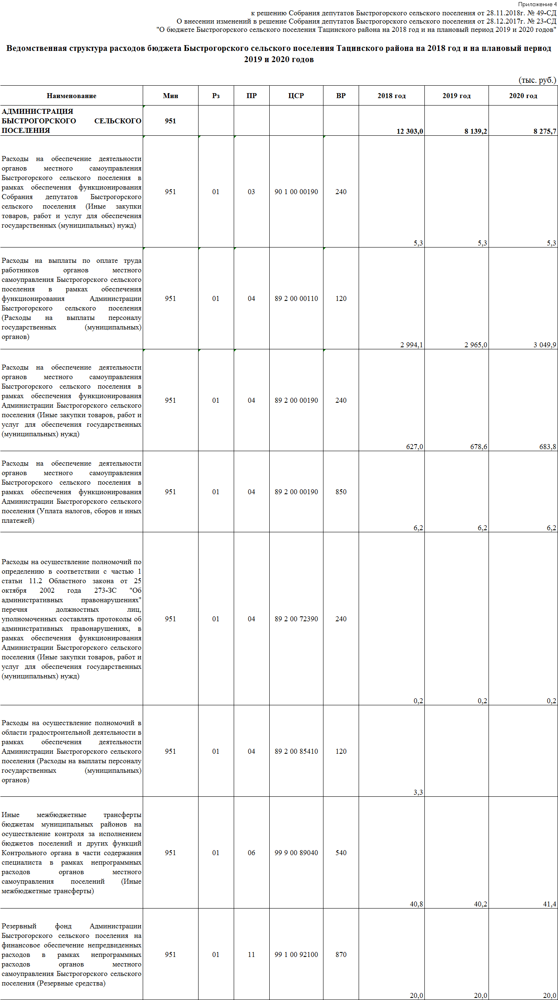 Приложение 4
к решению Собрания депутатов Быстрогорского сельского поселения от 28.11.2018г. № 49-СД
О внесении изменений в решение Собрания депутатов Быстрогорского сельского поселения от 28.12.2017г. № 23-СД
"О бюджете Быстрогорского сельского поселения Тацинского района на 2018 год и на плановый период 2019 и 2020 годов"
Ведомственная структура расходов бюджета Быстрогорского сельского поселения Тацинского района на 2018 год и на плановый период
2019 и 2020 годов
(тыс. руб.)
Наименование Мин Рз ПР ЦСР ВР 2018 год 2019 год 2020 год
АДМИНИСТРАЦИЯ
БЫСТРОГОРСКОГО СЕЛЬСКОГО
ПОСЕЛЕНИЯ
951
12 303,0 8 139,2 8 275,7
Расходы на обеспечение деятельности
органов местного самоуправления
Быстрогорского сельского поселения в
рамках обеспечения функционирования
Собрания депутатов Быстрогорского
сельского поселения (Иные закупки
товаров, работ и услуг для обеспечения
государственных (муниципальных) нужд)
951 01 03 90 1 00 00190 240
5,3 5,3 5,3
Расходы на выплаты по оплате труда
работников органов местного
самоуправления Быстрогорского сельского
поселения в рамках обеспечения
функционирования Администрации
Быстрогорского сельского поселения
(Расходы на выплаты персоналу
государственных (муниципальных)
органов)
951 01 04 89 2 00 00110 120
2 994,1 2 965,0 3 049,9
Расходы на обеспечение деятельности
органов местного самоуправления
Быстрогорского сельского поселения в
рамках обеспечения функционирования
Администрации Быстрогорского сельского
поселения (Иные закупки товаров, работ и
услуг для обеспечения государственных
(муниципальных) нужд)
951 01 04 89 2 00 00190 240
627,0 678,6 683,8
Расходы на обеспечение деятельности
органов местного самоуправления
Быстрогорского сельского поселения в
рамках обеспечения функционирования
Администрации Быстрогорского сельского
поселения (Уплата налогов, сборов и иных
платежей)
951 01 04 89 2 00 00190 850
6,2 6,2 6,2
Расходы на осуществление полномочий по
определению в соответствии с частью 1
статьи 11.2 Областного закона от 25
октября 2002 года 273-ЗС "Об
административных правонарушениях"
перечня должностных лиц,
уполномоченных составлять протоколы об
административных правонарушениях, в
рамках обеспечения функционирования
Администрации Быстрогорского сельского
поселения (Иные закупки товаров, работ и
услуг для обеспечения государственных
(муниципальных) нужд)
951 01 04 89 2 00 72390 240
0,2 0,2 0,2
Расходы на осуществление полномочий в
области градостроительной деятельности в
рамках обеспечения деятельности
Администрации Быстрогорского сельского
поселения (Расходы на выплаты персоналу
государственных (муниципальных)
органов)
951 01 04 89 2 00 85410 120
3,3
Иные межбюджетные трансферты
бюджетам муниципальных районов на
осуществление контроля за исполнением
бюджетов поселений и других функций
Контрольного органа в части содержания
специалиста в рамках непрограммных
расходов органов местного
самоуправления поселений (Иные
межбюджетные трансферты)
951 01 06 99 9 00 89040 540
40,8 40,2 41,4
Резервный фонд Администрации
Быстрогорского сельского поселения на
финансовое обеспечение непредвиденных
расходов в рамках непрограммных
расходов органов местного
самоуправления Быстрогорского сельского
поселения (Резервные средства)
951 01 11 99 1 00 92100 870
20,0 20,0 20,0